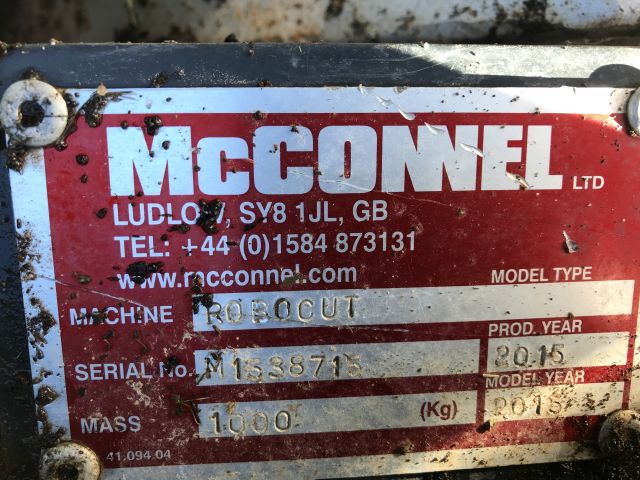 McCONNEL LTD
LUDLOW, SY8 1JL, GB
TEL: +44 (0)1584 873131
www.mcconnel.com
MODEL TYPE
MACHINE ROBOCUT
PROD. YEAR
SERIAL No. M1538715 2015
MODEL YEAR
MASS 1000 (Kg) 2015
41.094.04